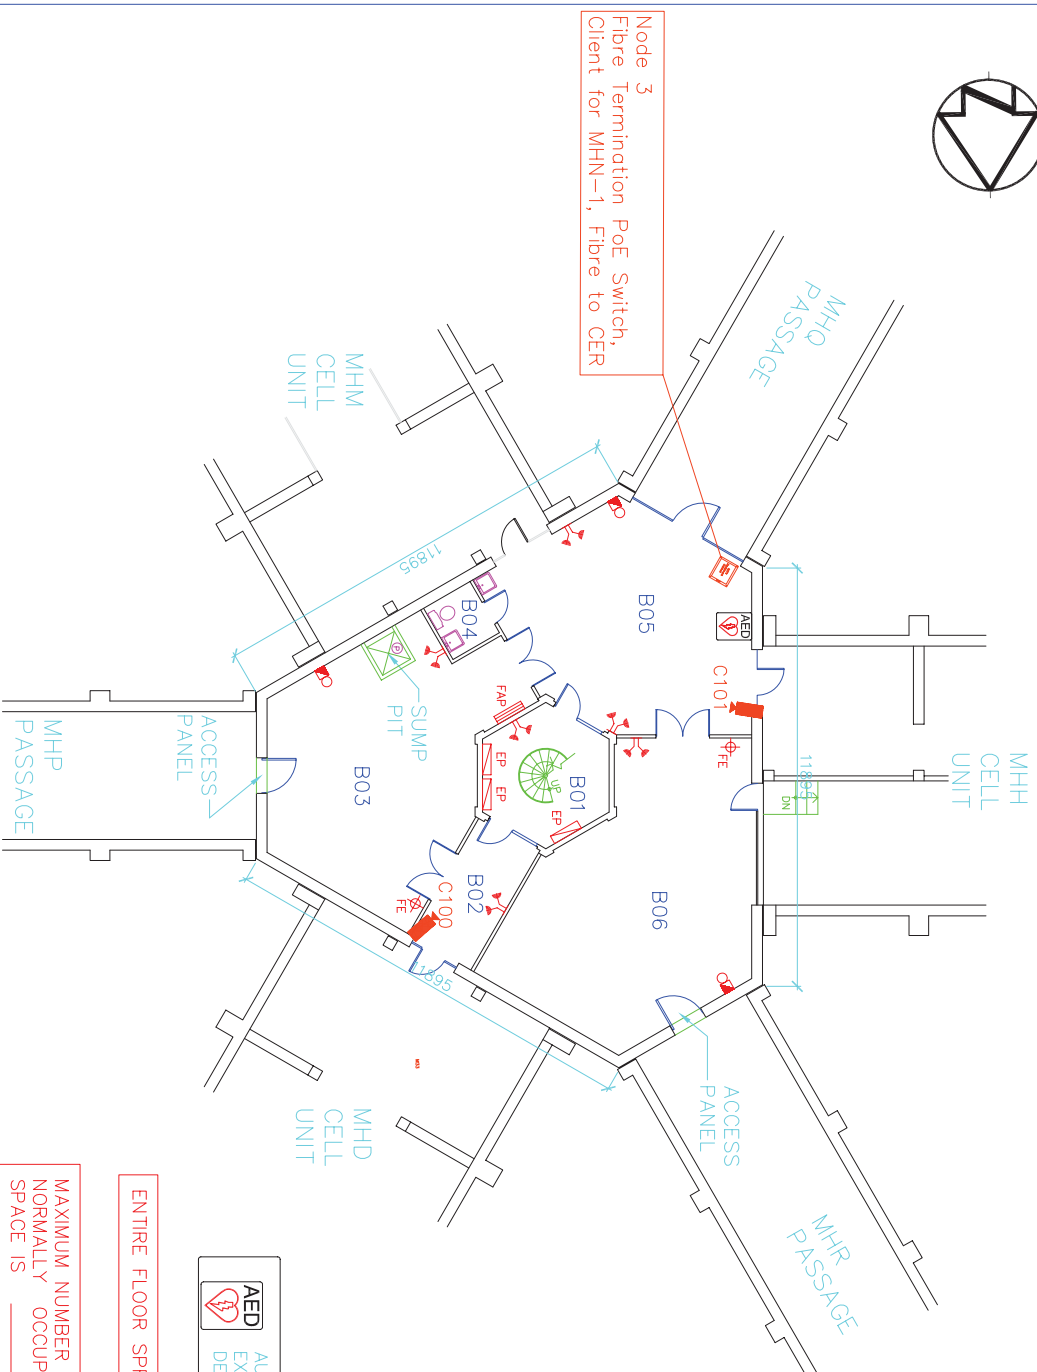 Node 3
Fibre Termination PoE Switch,
Client for MHN-1, Fibre to CER
MHQ
PASSAGE
MHM
CELL
UNIT
11895
B05
AED
C101
11895
MHH
CELL
UNIT
DN
FE
B04
P
SUMP
PIT
FAP
EP
EP
UP
B01
EP
B03
ACCESS
PANEL
MHP
PASSAGE
B02
C100
FE
B06
11895
ACCESS
PANEL
MHD
CELL
UNIT
MHR
PASSAGE
AED
ENTIRE FLOOR SPR
MAXIMUM NUMBER
NORMALLY OCCUP
SPACE IS